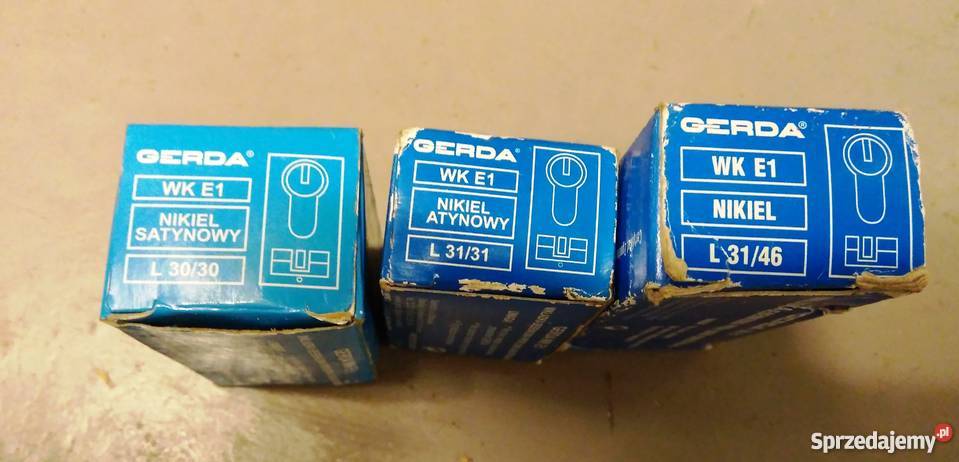 GERDA®
WK E1
NIKIEL
SATYNOWY
L 30/30
GERDA®
WK E1
NIKIEL
ATYNOWY
L 31/31
GERDA®
WK E1
NIKIEL
L 31/46
Sprzedajemy.pl